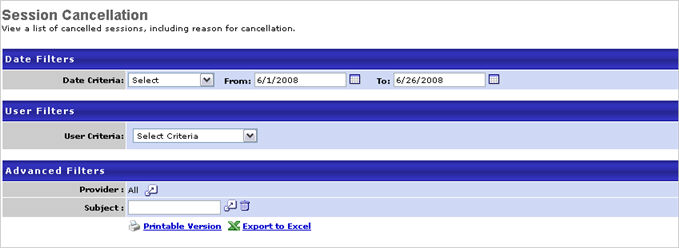 Session Cancellation
View a list of cancelled sessions, including reason for cancellation.
Date Filters
Date Criteria: Select From: 6/1/2008 To: 6/26/2008
User Filters
User Criteria: Select Criteria
Advanced Filters
Provider : All
Subject :
Printable Version Export to Excel